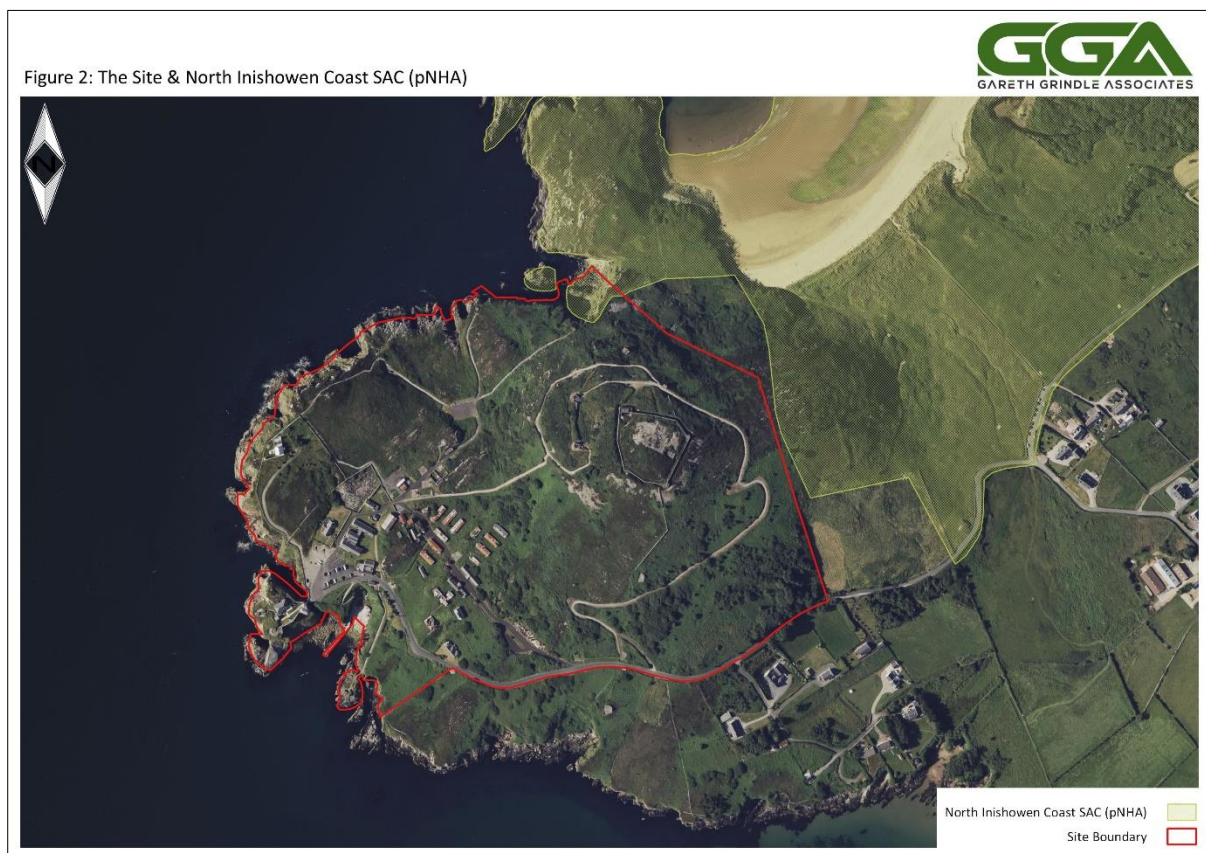 GGA
GARETH GRINDLE ASSOCIATES
Figure 2: The Site & North Inishowen Coast SAC (pNHA)
N
North Inishowen Coast SAC (pNHA)
Site Boundary